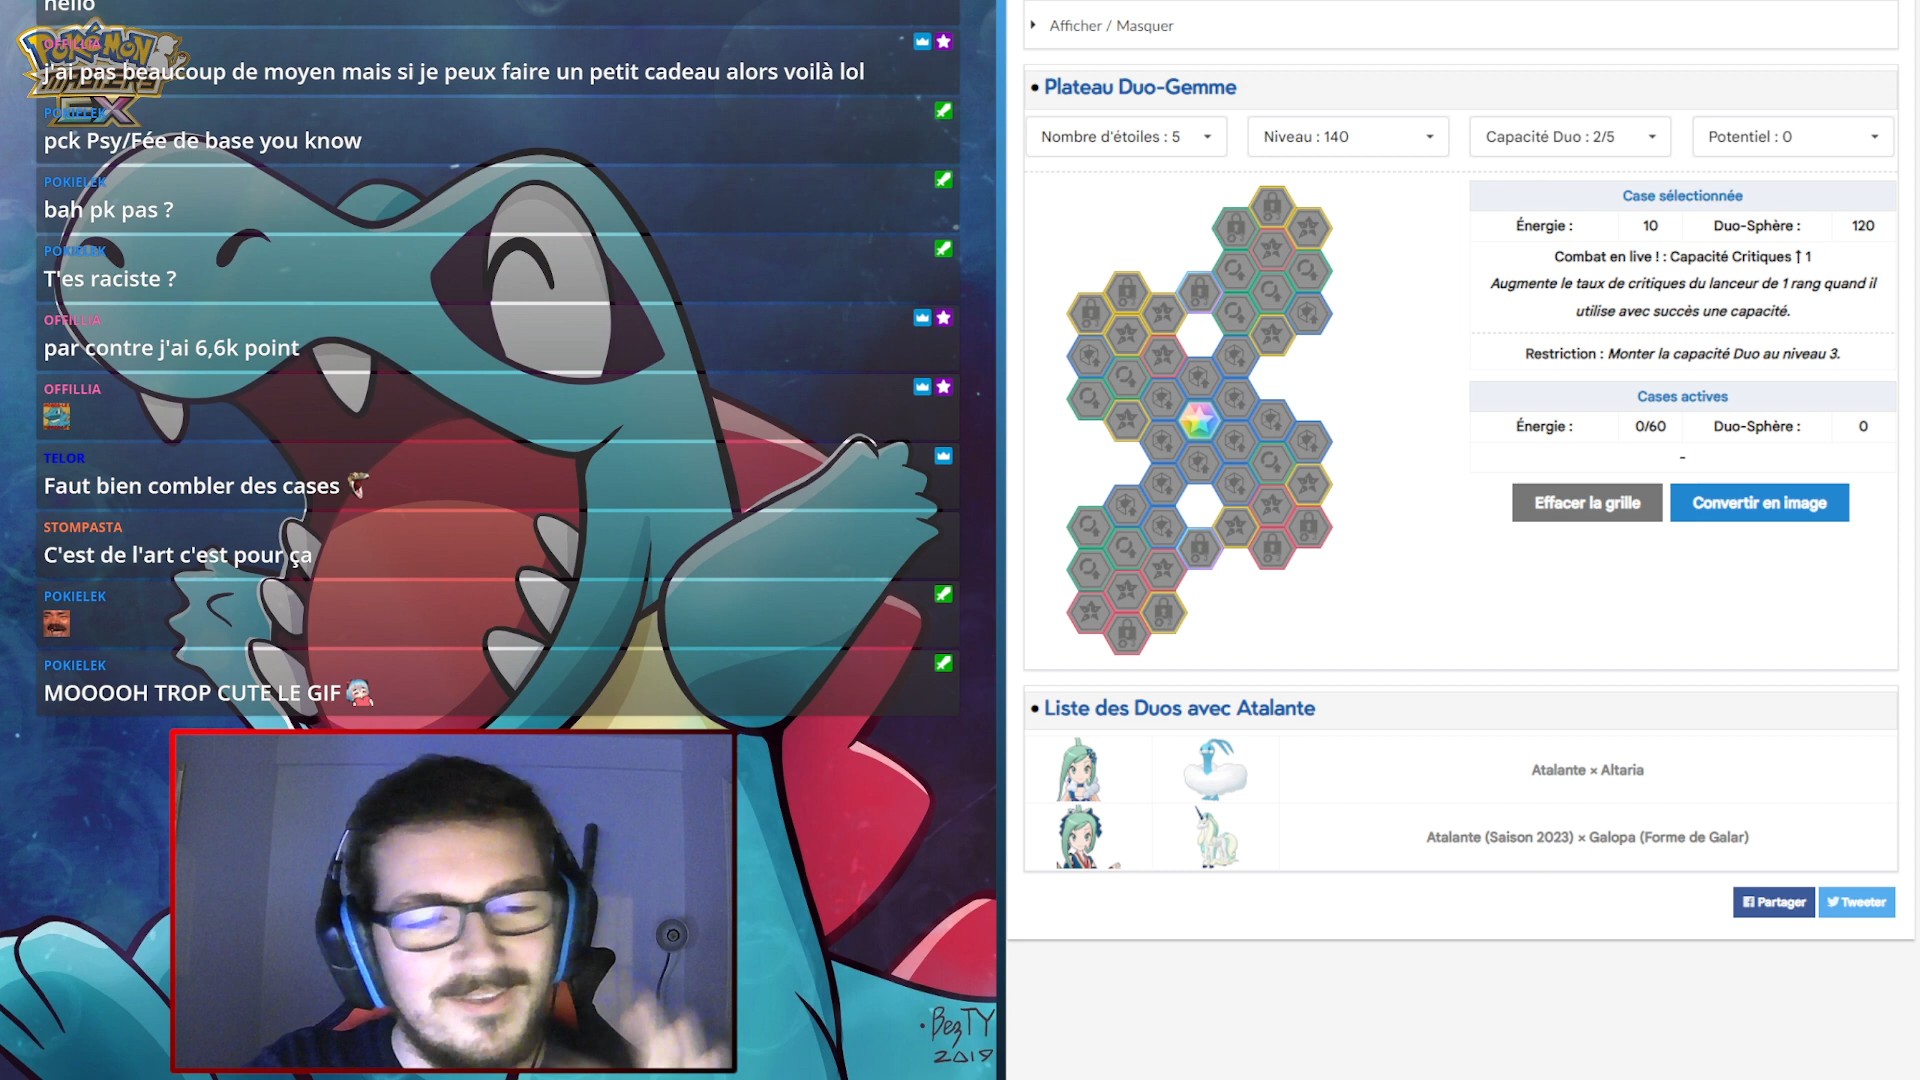 hello
OFFILLIA
j'ai pas beaucoup de moyen mais si je peux faire un petit cadeau alors voilà lol
POKIELEK
pck Psy/Fée de base you know
POKIELEK
bah pk pas ?
POKIELEK
T'es raciste ?
OFFILLIA
par contre j'ai 6,6k point
OFFILLIA
TELOR
Faut bien combler des cases
STOMPASTA
C'est de l'art c'est pour ça
POKIELEK
POKIELEK
MOOOOH TROP CUTE LE GIF
POKÉMON
MASTERS
EX
BezTY
2019
Afficher / Masquer
• Plateau Duo-Gemme
Nombre d'étoiles : 5
Niveau : 140
Capacité Duo : 2/5
Potentiel : 0
Case sélectionnée
Énergie : 10 Duo-Sphère : 120
Combat en live ! : Capacité Critiques ↑ 1
Augmente le taux de critiques du lanceur de 1 rang quand il
utilise avec succès une capacité.
Restriction : Monter la capacité Duo au niveau 3.
Cases actives
Énergie : 0/60 Duo-Sphère : 0
-
Effacer la grille
Convertir en image
• Liste des Duos avec Atalante
Atalante × Altaria
Atalante (Saison 2023) × Galopa (Forme de Galar)
Partager
Tweeter